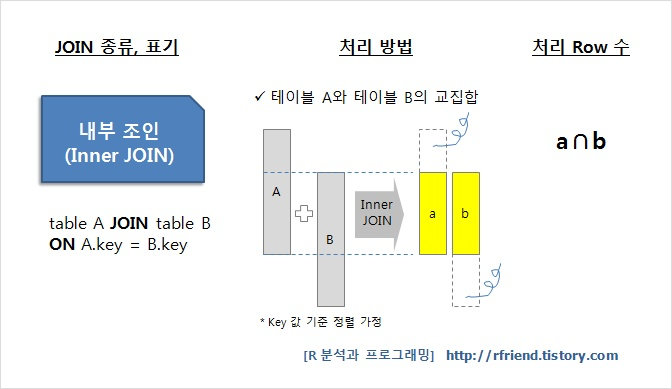 JOIN 종류, 표기
처리 방법
처리 Row 수
내부 조인
(Inner JOIN)
table A JOIN table B
ON A.key = B.key
✓ 테이블 A와 테이블 B의 교집합
A
B
Inner
JOIN
a
b
* Key 값 기준 정렬 가정
a∩b
[R 분석과 프로그래밍] http://rfriend.tistory.com